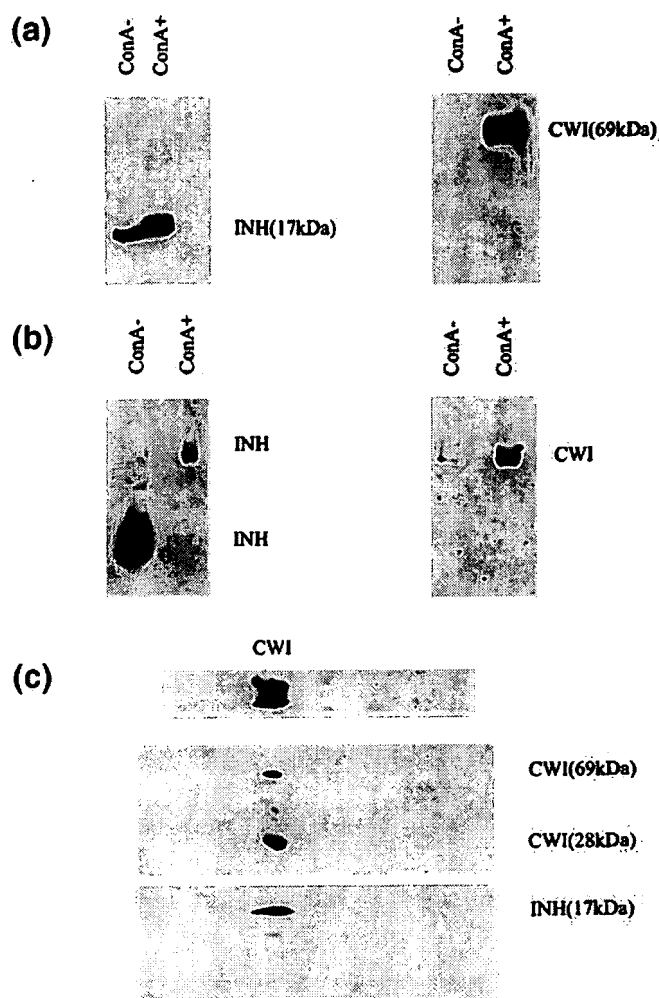 (a)
ConA- ConA+ ConA- ConA+
CWI(69kDa)
INH(17kDa)
(b)
ConA- ConA+ ConA- ConA+
INH CWI
INH
CWI
(c)
CWI(69kDa)
CWI(28kDa)
INH(17kDa)